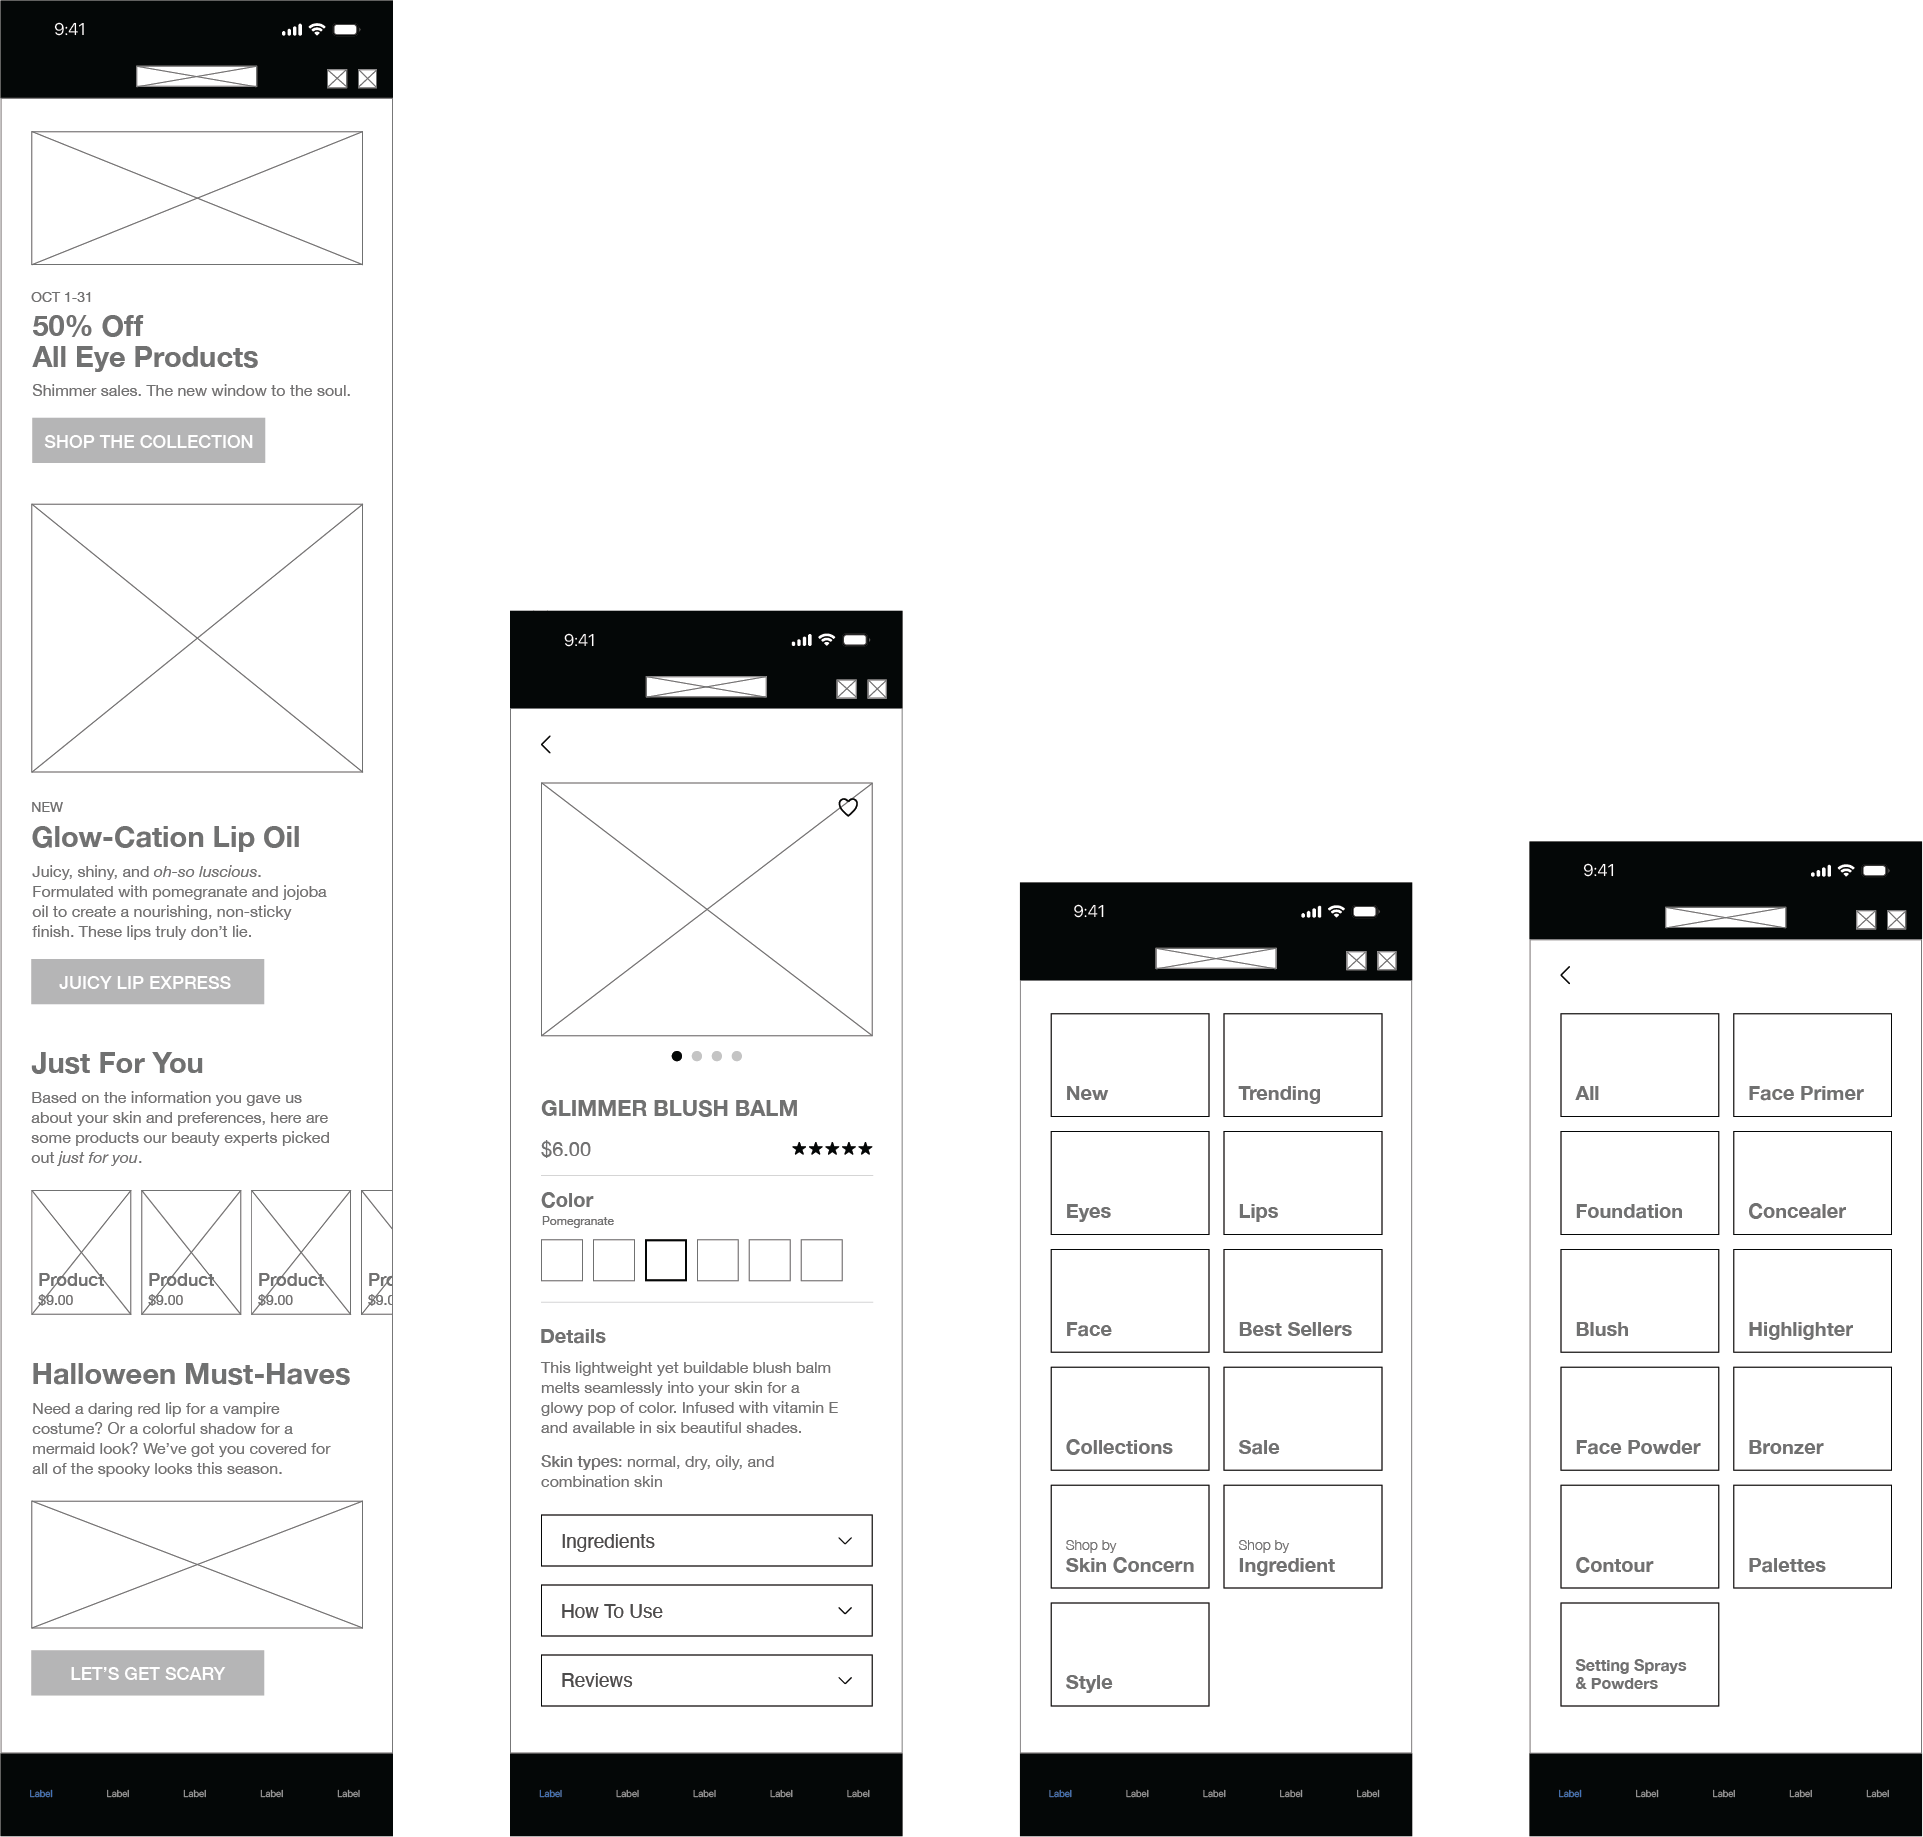 9:41
OCT 1-31
50% Off
All Eye Products
Shimmer sales. The new window to the soul.
SHOP THE COLLECTION
NEW
Glow-Cation Lip Oil
Juicy, shiny, and oh-so luscious.
Formulated with pomegranate and jojoba
oil to create a nourishing, non-sticky
finish. These lips truly don’t lie.
JUICY LIP EXPRESS
Just For You
Based on the information you gave us
about your skin and preferences, here are
some products our beauty experts picked
out just for you.
Product Product Product Pro
$9.00 $9.00 $9.00 $9.0
Halloween Must-Haves
Need a daring red lip for a vampire
costume? Or a colorful shadow for a
mermaid look? We’ve got you covered for
all of the spooky looks this season.
LET’S GET SCARY
Label Label Label Label Label
9:41
GLIMMER BLUSH BALM
$6.00
Color
Pomegranate
Details
This lightweight yet buildable blush balm
melts seamlessly into your skin for a
glowy pop of color. Infused with vitamin E
and available in six beautiful shades.
Skin types: normal, dry, oily, and
combination skin
Ingredients
How To Use
Reviews
Label Label Label Label Label
9:41
New Trending
Eyes Lips
Face Best Sellers
Collections Sale
Shop by Shop by
Skin Concern Ingredient
Style
Label Label Label Label Label
9:41
All Face Primer
Foundation Concealer
Blush Highlighter
Face Powder Bronzer
Contour Palettes
Setting Sprays
& Powders
Label Label Label Label Label